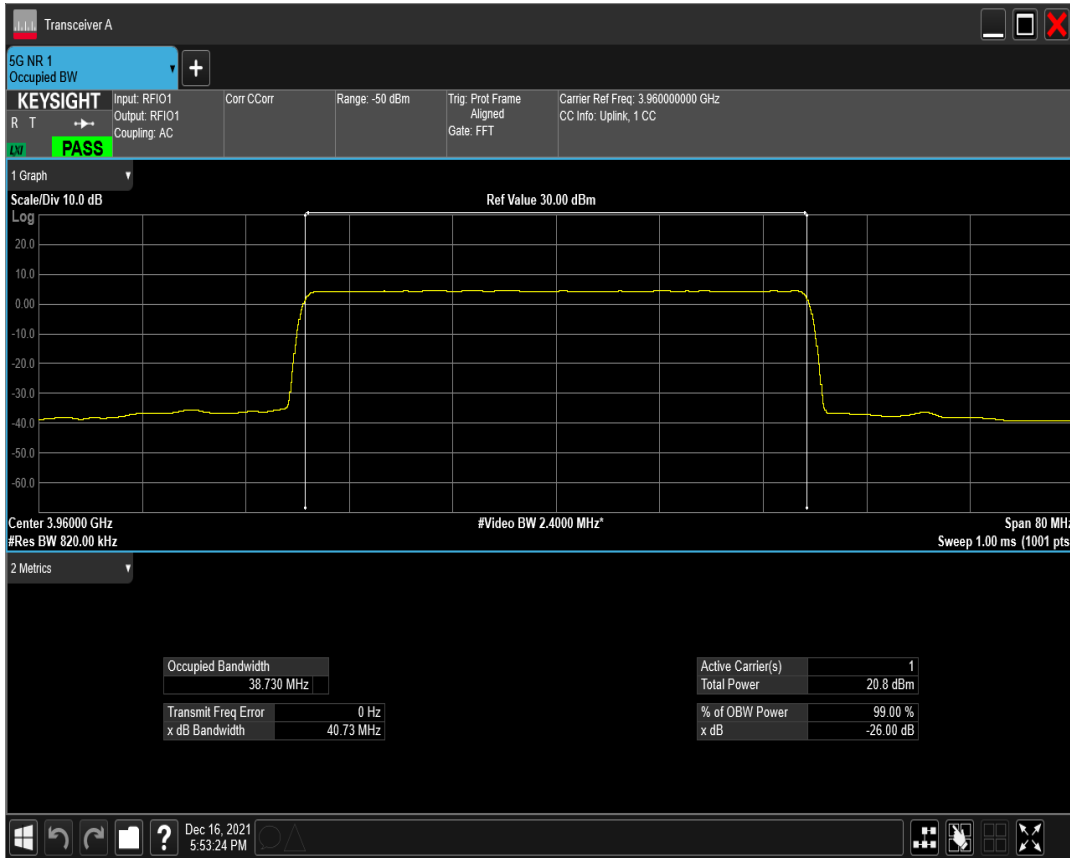 Transceiver A
5G NR 1
Occupied BW
+
KEYSIGHT
R T
LXI
PASS
Input: RFIO1
Output: RFIO1
Coupling: AC
Corr CCorr
Range: -50 dBm
Trig: Prot Frame
Aligned
Gate: FFT
Carrier Ref Freq: 3.960000000 GHz
CC Info: Uplink, 1 CC
1 Graph
Scale/Div 10.0 dB
Ref Value 30.00 dBm
Log
20.0
10.0
0.00
-10.0
-20.0
-30.0
-40.0
-50.0
-60.0
Center 3.96000 GHz
#Video BW 2.4000 MHz*
Span 80 MHz
#Res BW 820.00 kHz
Sweep 1.00 ms (1001 pts
2 Metrics
Occupied Bandwidth
38.730 MHz
Transmit Freq Error 0 Hz
x dB Bandwidth 40.73 MHz
Active Carrier(s) 1
Total Power 20.8 dBm
% of OBW Power 99.00 %
x dB -26.00 dB
?
Dec 16, 2021
5:53:24 PM